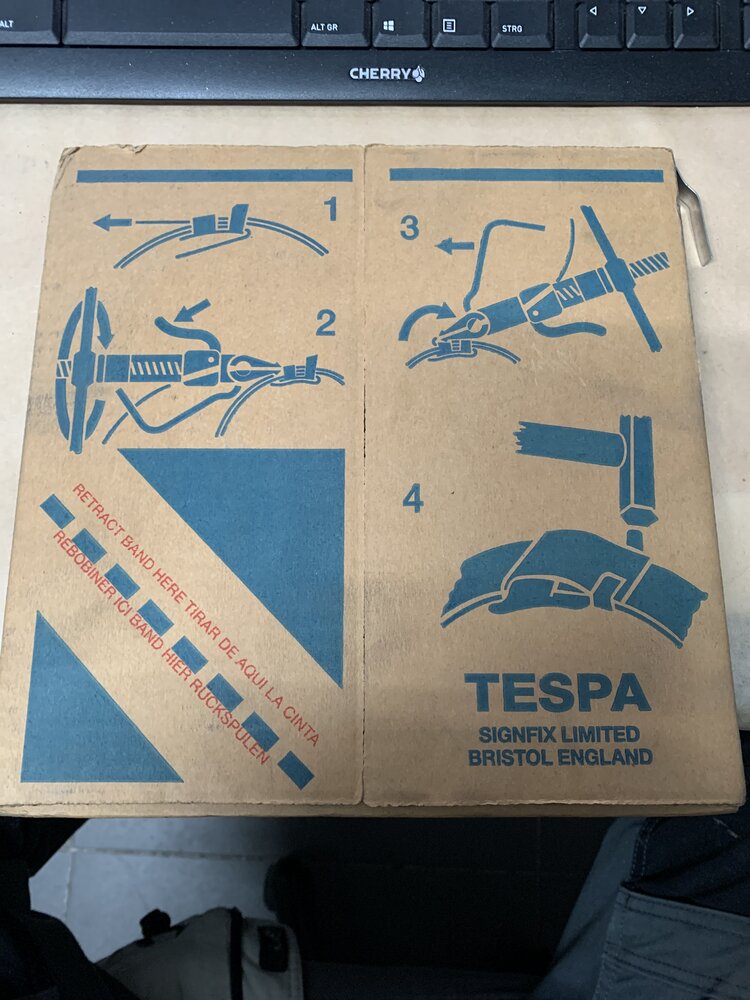 ALT
ALT GR
STRG
CHERRY
1
2
3
4
RETRACT BAND HERE TIRAR DE AQUI LA CINTA
REBOBINER ICI BAND HIER RUCKSPULEN
TESPA
SIGNFIX LIMITED
BRISTOL ENGLAND